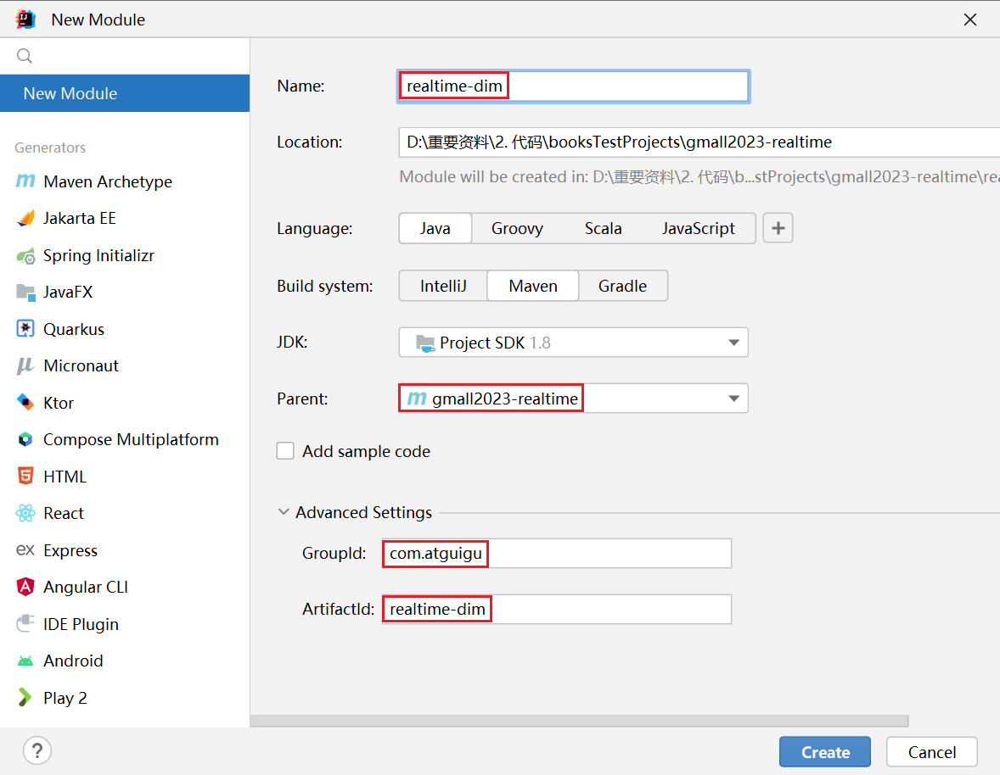 New Module
New Module
Generators
Maven Archetype
Jakarta EE
Spring Initializr
JavaFX
Quarkus
Micronaut
Ktor
Compose Multiplatform
HTML
React
Express
Angular CLI
IDE Plugin
Android
Play 2
Name: realtime-dim
Location: D:\重要资料\2. 代码\booksTestProjects\gmall2023-realtime
Module will be created in: D:\重要资料\2. 代码\b...stProjects\gmall2023-realtime\rea
Language: Java Groovy Scala JavaScript +
Build system: IntelliJ Maven Gradle
JDK: Project SDK 1.8
Parent: gmall2023-realtime
Add sample code
Advanced Settings
GroupId: com.atguigu
ArtifactId: realtime-dim
? Create Cancel